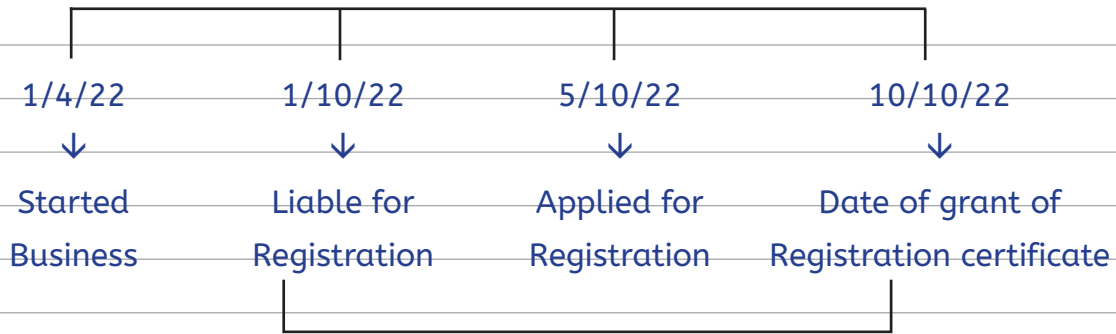 1/4/22 1/10/22 5/10/22 10/10/22
↓ ↓ ↓ ↓
Started Liable for Applied for Date of grant of
Business Registration Registration Registration certificate